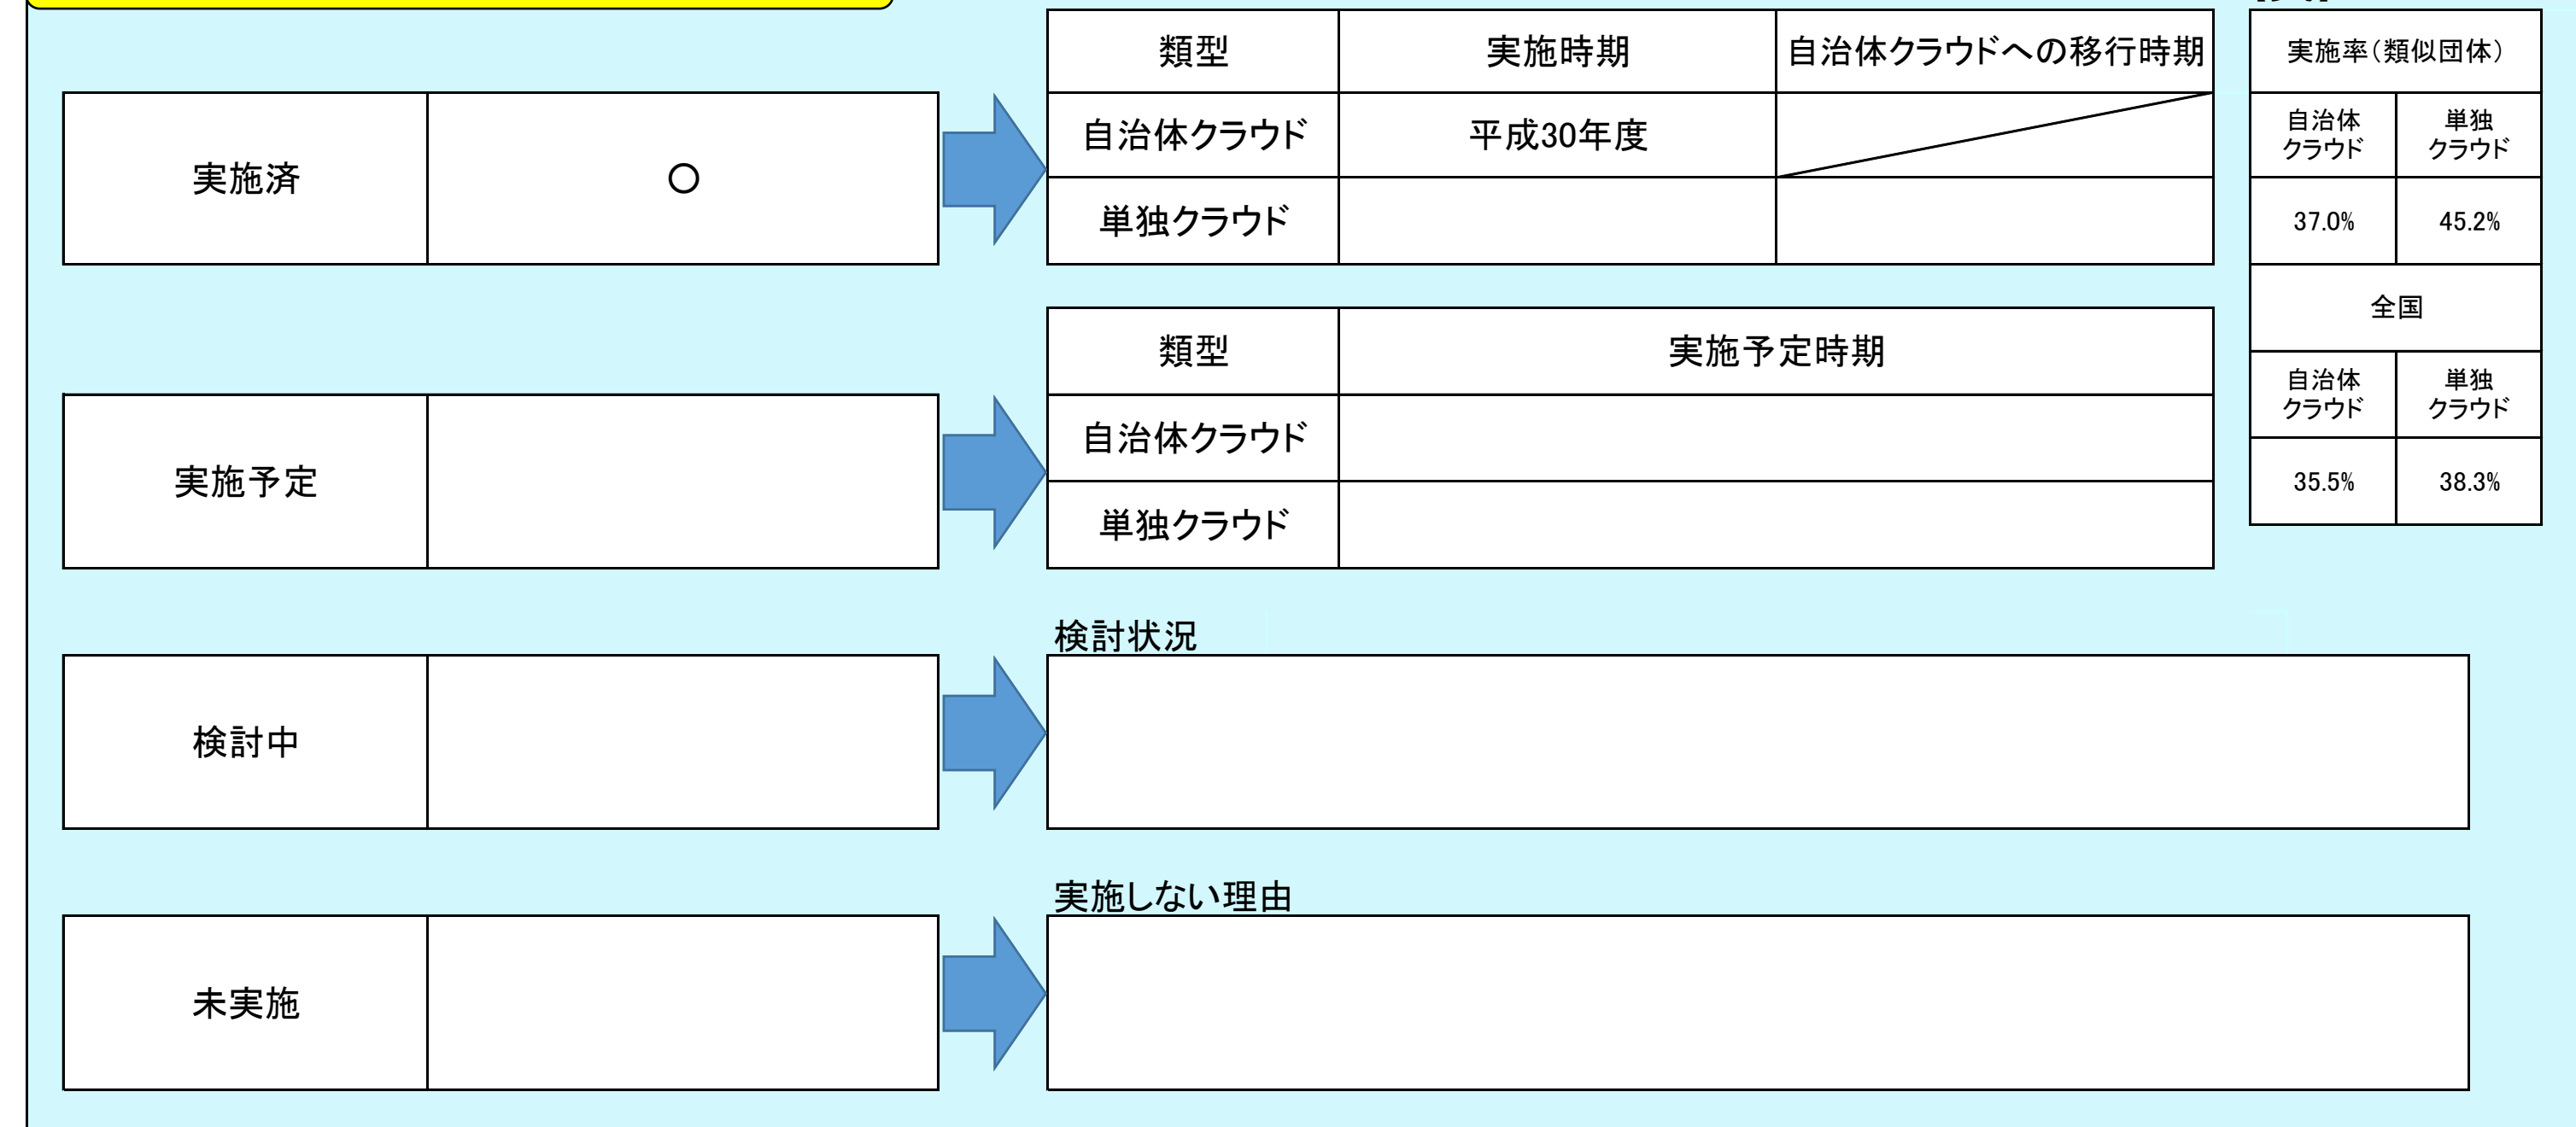 類型 実施時期 自治体クラウドへの移行時期
実施済 ○
自治体クラウド 平成30年度
単独クラウド
実施率(類似団体)
自治体クラウド 単独クラウド
37.0% 45.2%
全国
自治体クラウド 単独クラウド
35.5% 38.3%
類型 実施予定時期
実施予定
自治体クラウド
単独クラウド
検討状況
検討中
実施しない理由
未実施